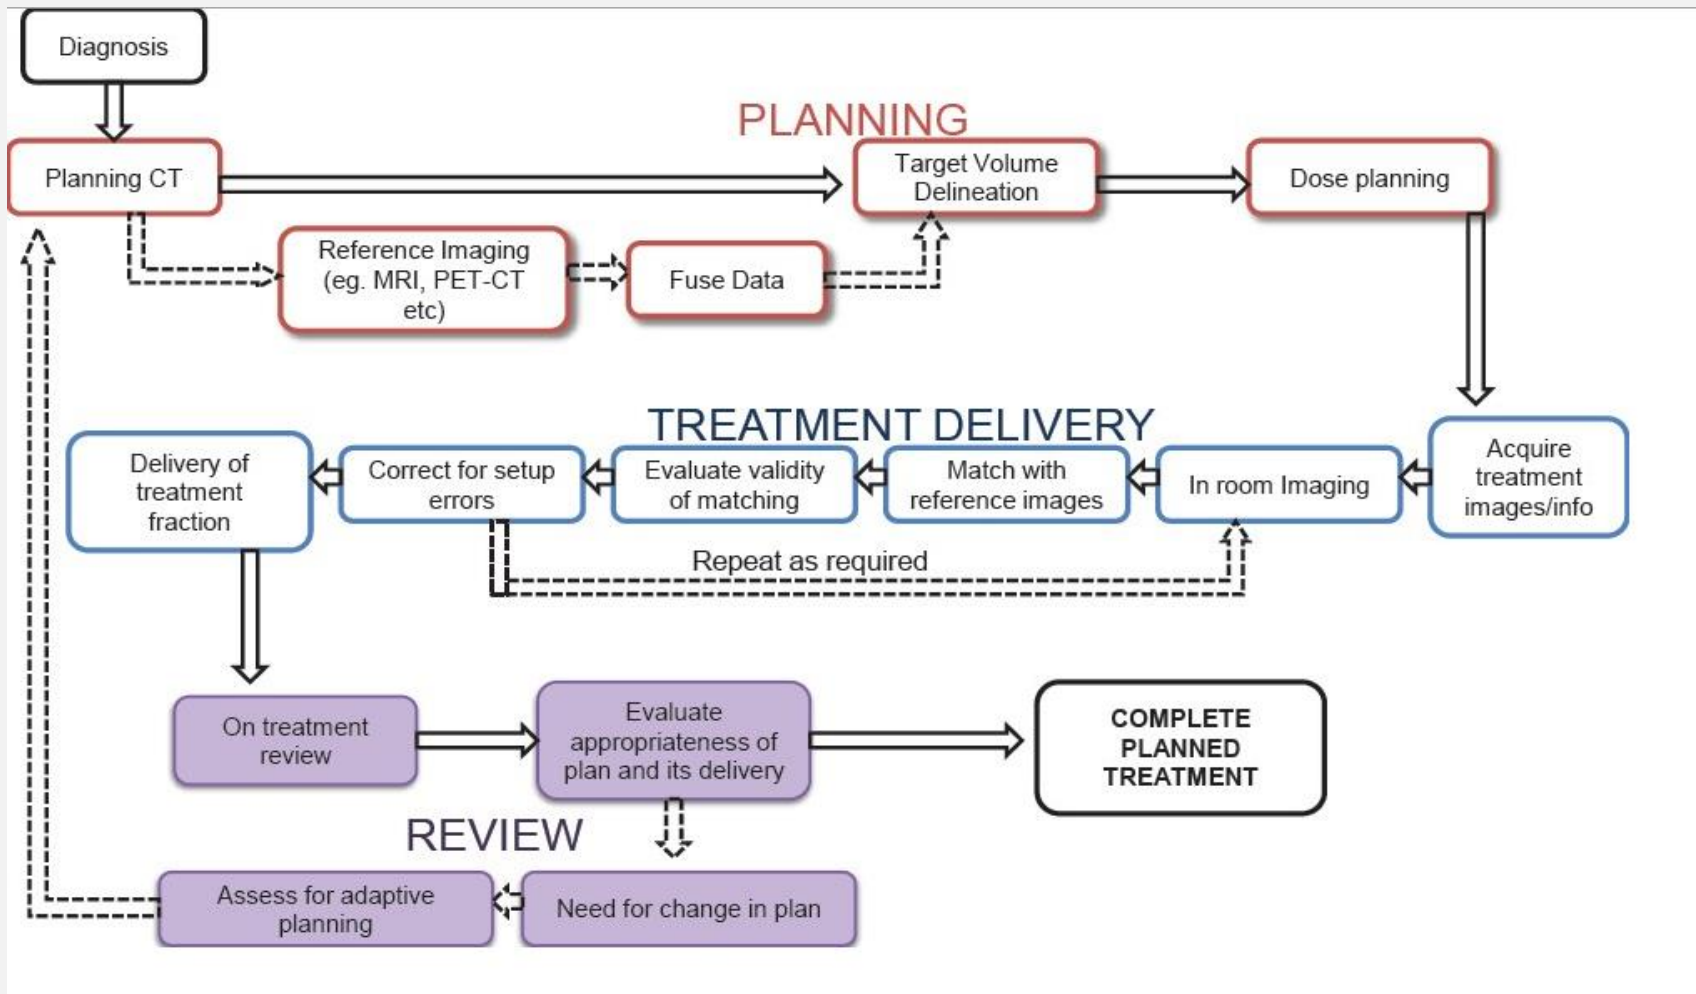 Diagnosis
PLANNING
Planning CT
Target Volume
Delineation
Dose planning
Reference Imaging
(eg. MRI, PET-CT
etc)
Fuse Data
TREATMENT DELIVERY
Acquire
treatment
images/info
In room Imaging
Match with
reference images
Evaluate validity
of matching
Correct for setup
errors
Delivery of
treatment
fraction
Repeat as required
On treatment
review
Evaluate
appropriateness of
plan and its delivery
COMPLETE
PLANNED
TREATMENT
REVIEW
Need for change in plan
Assess for adaptive
planning